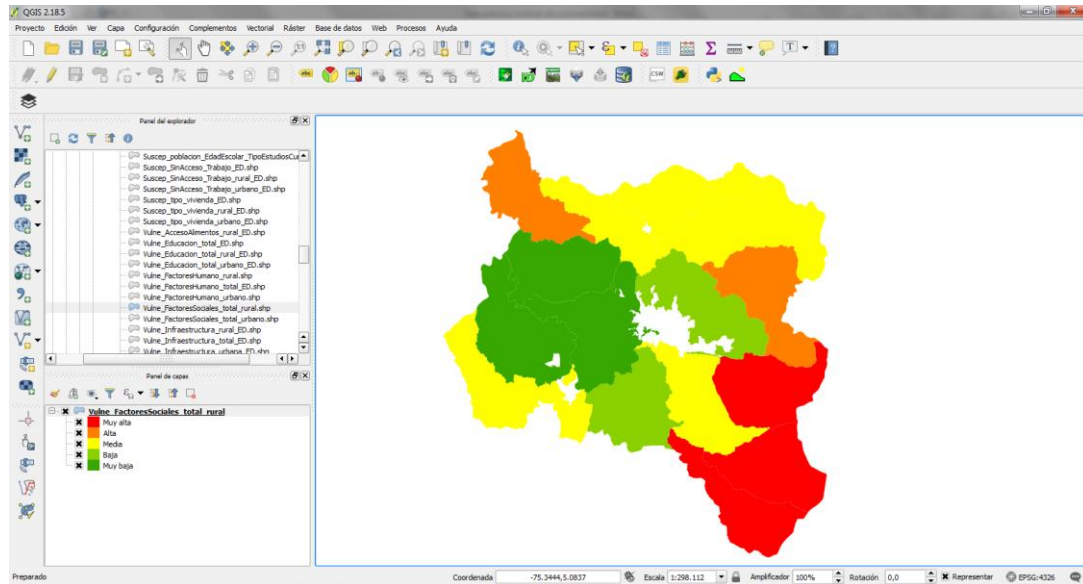 QGIS 2.18.5
Proyecto Edición Ver Capa Configuración Complementos Vectorial Ráster Base de datos Web Procesos Ayuda
Panel del explorador
Suscep_poblacion_EdadEscolar_TipoEstudiosCu
Suscep_SinAcceso_Trabajo_ED.shp
Suscep_SinAcceso_Trabajo_rural_ED.shp
Suscep_SinAcceso_Trabajo_urbano_ED.shp
Suscep_tipo_vivienda_ED.shp
Suscep_tipo_vivienda_rural_ED.shp
Suscep_tipo_vivienda_urbano_ED.shp
Vulne_AccesoAlimentos_rural_ED.shp
Vulne_Educacion_total_ED.shp
Vulne_Educacion_total_rural_ED.shp
Vulne_Educacion_total_urbano_ED.shp
Vulne_FactoresHumano_rural.shp
Vulne_FactoresHumano_total_ED.shp
Vulne_FactoresHumano_urbano.shp
Vulne_FactoresSociales_total_rural.shp
Vulne_FactoresSociales_total_urbano.shp
Vulne_Infraestructura_rural_ED.shp
Vulne_Infraestructura_total_ED.shp
Vulne_Infraestructura_urbana_ED.shp
Panel de capas
Vulne_FactoresSociales_total_rural
Muy alta
Alta
Media
Baja
Muy baja
Preparado Coordenada -75.3444,5.0837 Escala 1:298.112 Amplificador 100% Rotación 0,0 Representar EPSG:4326